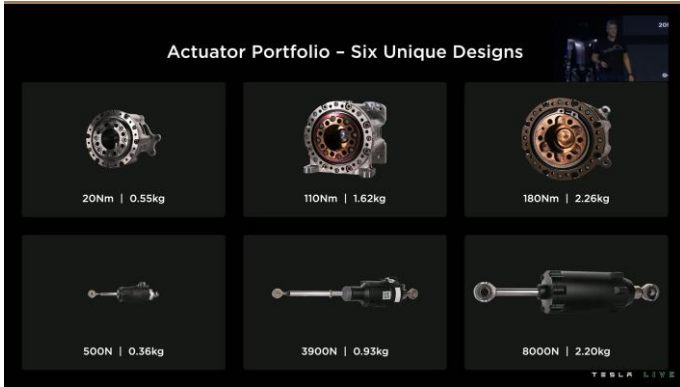 Actuator Portfolio – Six Unique Designs
20Nm | 0.55kg
110Nm | 1.62kg
180Nm | 2.26kg
500N | 0.36kg
3900N | 0.93kg
8000N | 2.20kg
TESLA LIVE